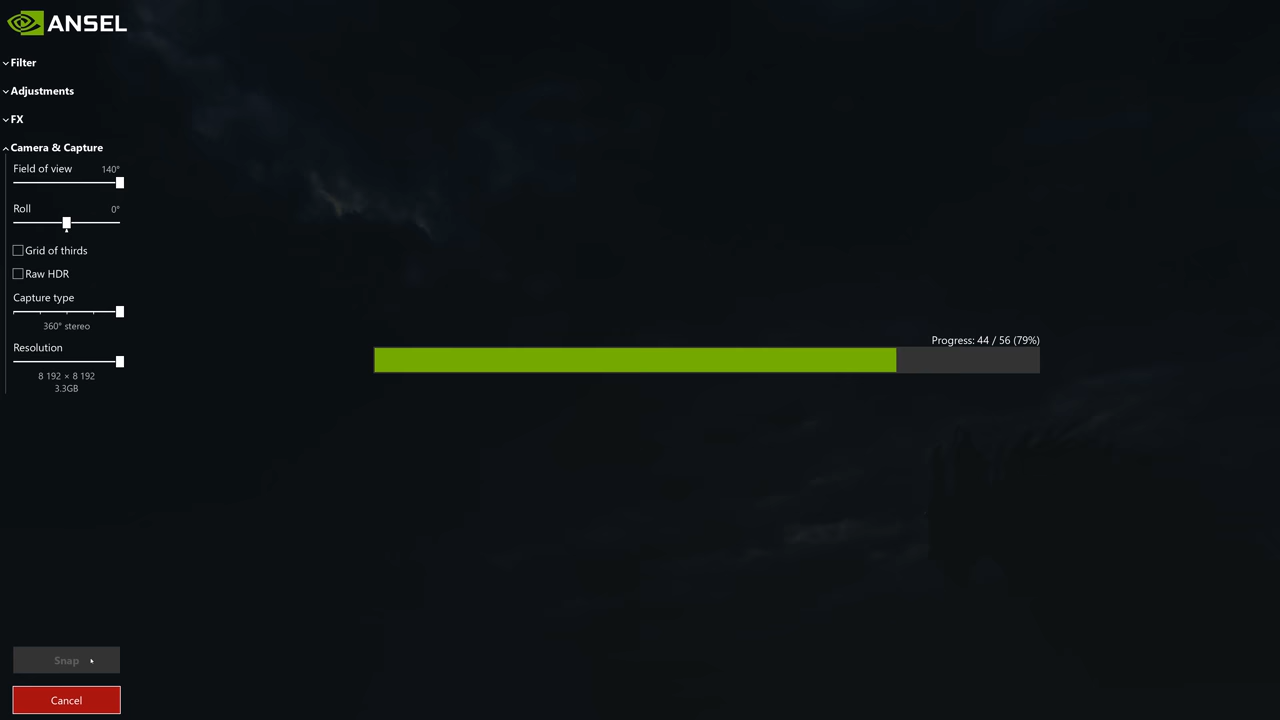 ANSEL
Filter
Adjustments
FX
Camera & Capture
Field of view 140°
Roll 0°
Grid of thirds
Raw HDR
Capture type
360° stereo
Resolution
8 192 × 8 192
3.3GB
Progress: 44 / 56 (79%)
Snap
Cancel